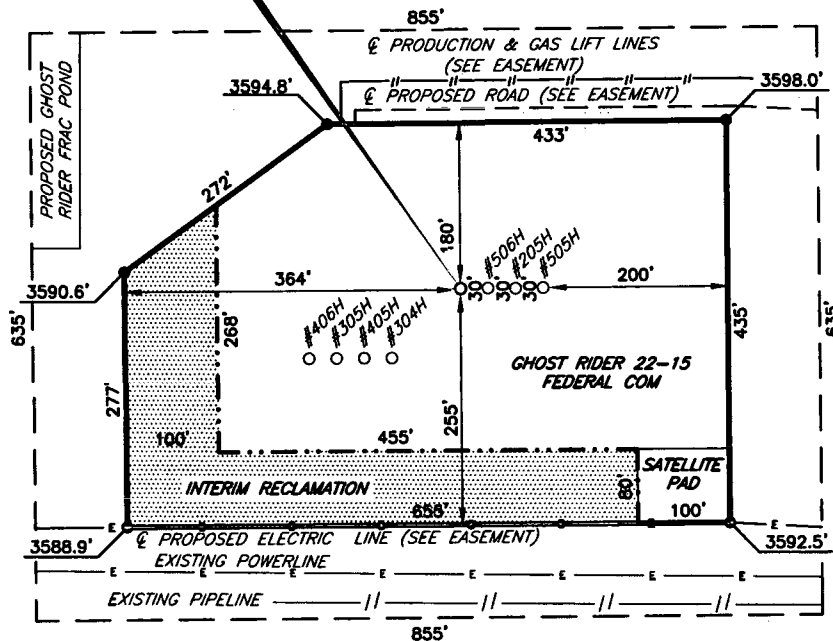 855'
℄ PRODUCTION & GAS LIFT LINES
(SEE EASEMENT)
℄ PROPOSED ROAD (SEE EASEMENT)
PROPOSED GHOST
RIDER FRAC POND
3594.8'
3598.0'
433'
272'
180'
#506H
#205H
#505H
30'
30'
30'
200'
364'
3590.6'
#406H
#305H
#405H
#304H
635'
268'
435'
635'
GHOST RIDER 22-15
FEDERAL COM
277'
255'
100'
455'
INTERIM RECLAMATION
80'
SATELLITE
PAD
655'
100'
E
E
℄ PROPOSED ELECTRIC LINE (SEE EASEMENT)
3588.9'
3592.5'
EXISTING POWERLINE
E E E E E E E
EXISTING PIPELINE
855'